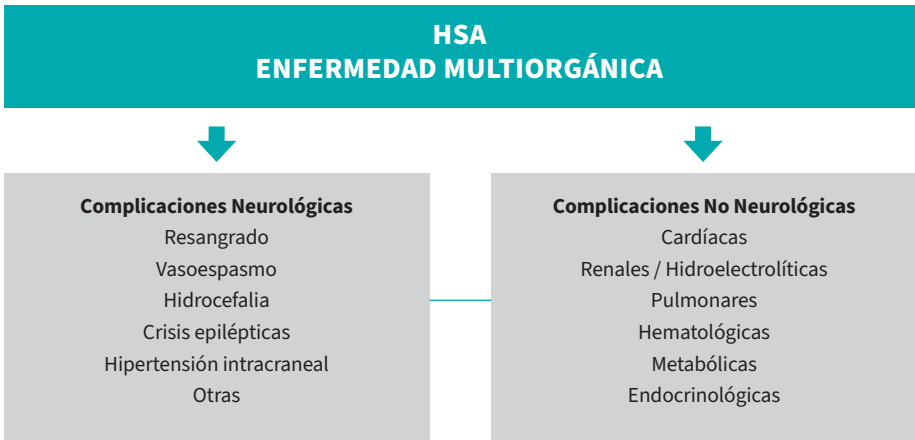 HSA
ENFERMEDAD MULTIORGÁNICA
Complicaciones Neurológicas
Resangrado
Vasoespasmo
Hidrocefalia
Crisis epilépticas
Hipertensión intracraneal
Otras
Complicaciones No Neurológicas
Cardíacas
Renales / Hidroelectrolíticas
Pulmonares
Hematológicas
Metabólicas
Endocrinológicas